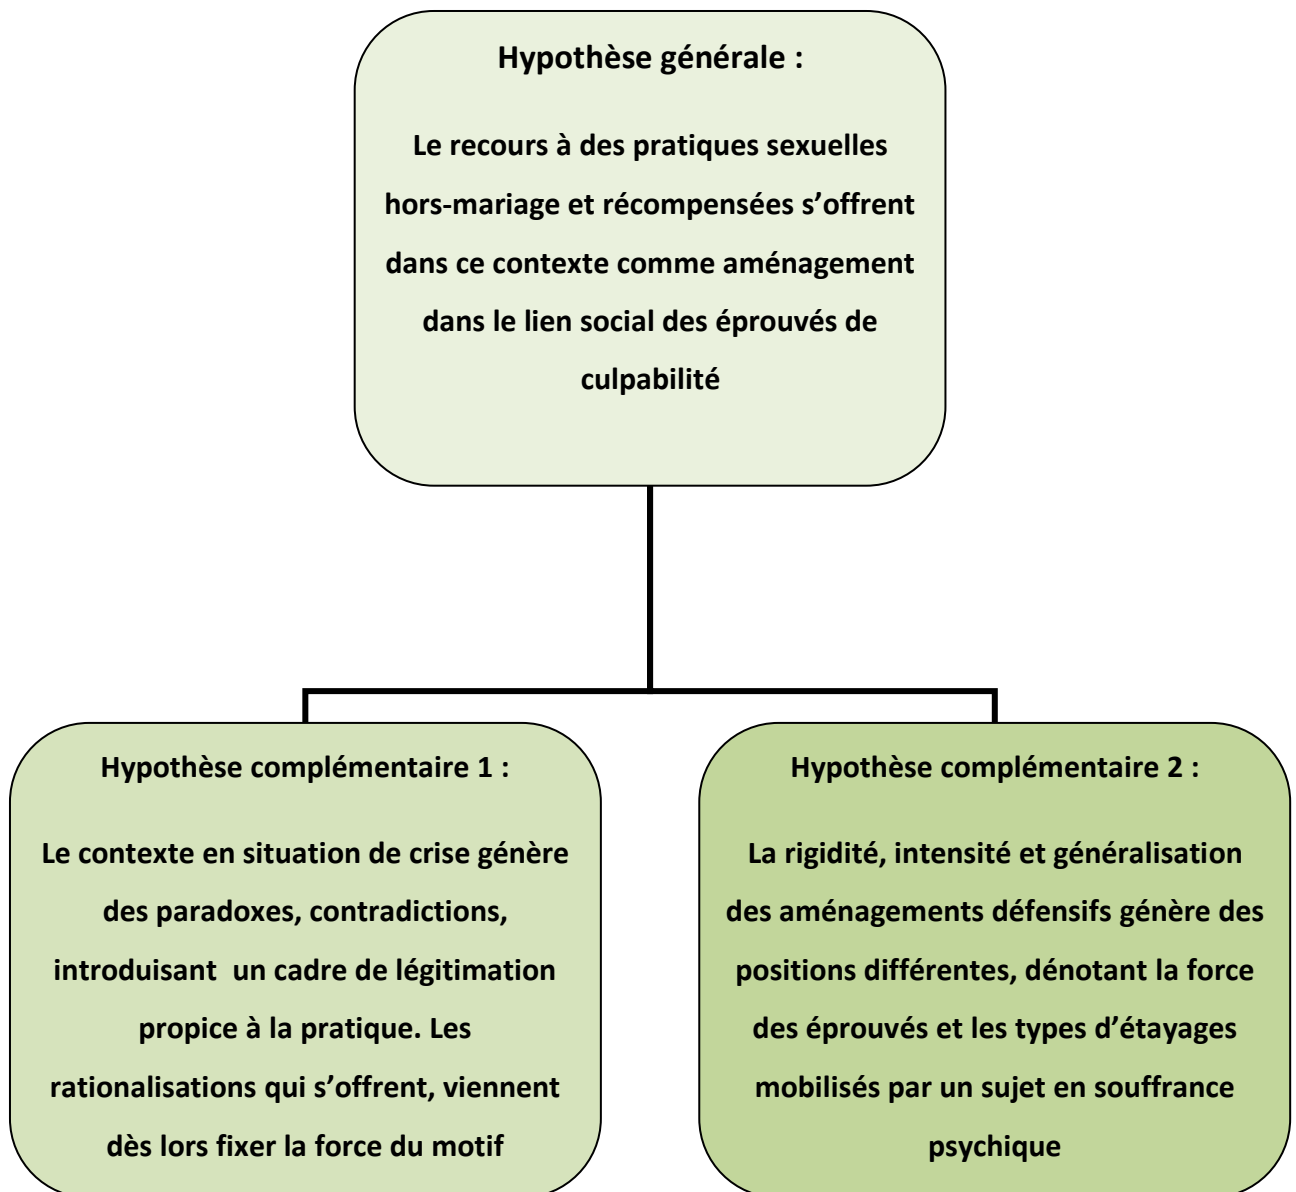 Hypothèse générale :
Le recours à des pratiques sexuelles
hors-mariage et récompensées s’offrent
dans ce contexte comme aménagement
dans le lien social des éprouvés de
culpabilité
Hypothèse complémentaire 1 :
Le contexte en situation de crise génère
des paradoxes, contradictions,
introduisant  un cadre de légitimation
propice à la pratique. Les
rationalisations qui s’offrent, viennent
dès lors fixer la force du motif
Hypothèse complémentaire 2 :
La rigidité, intensité et généralisation
des aménagements défensifs génère des
positions différentes, dénotant la force
des éprouvés et les types d’étayages
mobilisés par un sujet en souffrance
psychique